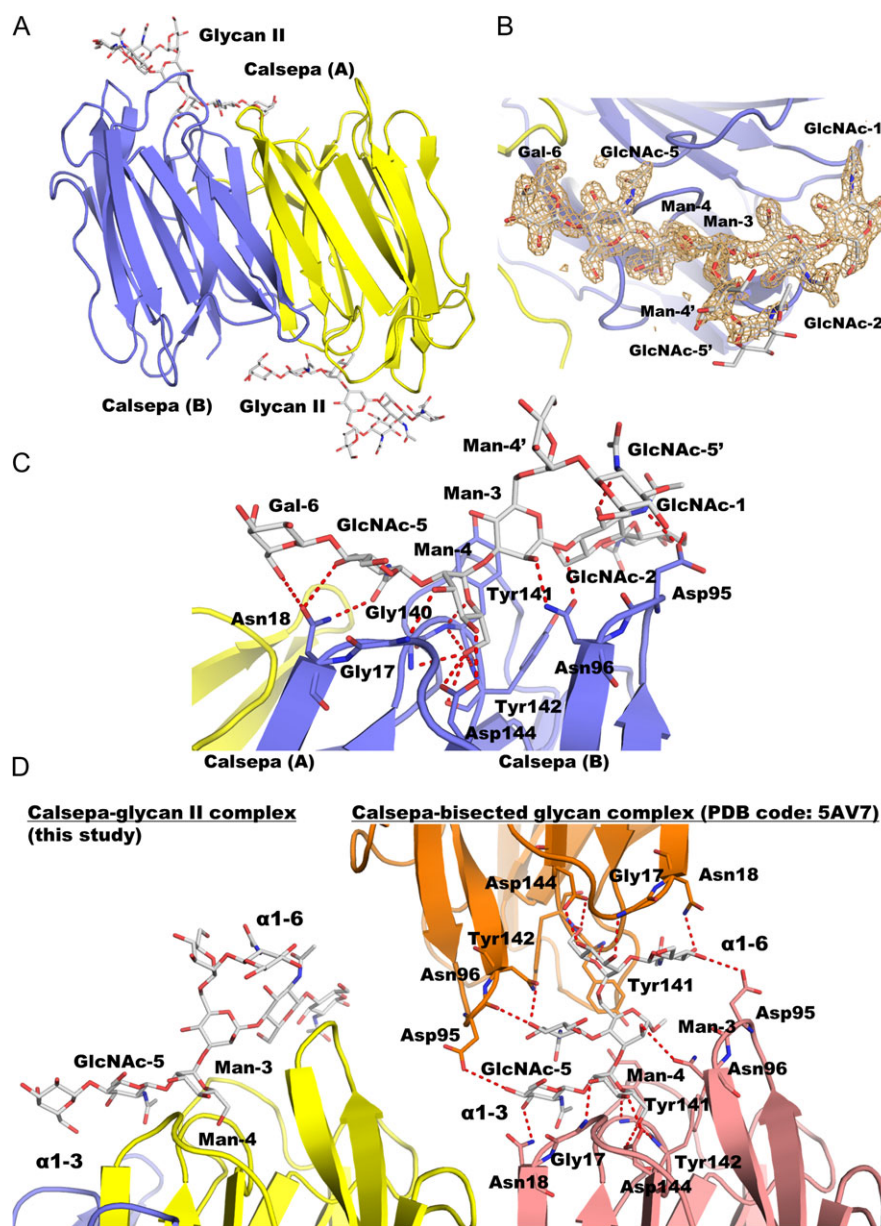 A
Glycan II
Calsepa (A)
Calsepa (B)
Glycan II
B
GlcNAc-1
Gal-6
GlcNAc-5
Man-4
Man-3
Man-4’
GlcNAc-2
GlcNAc-5’
C
Man-4’
GlcNAc-5’
Man-3
Gal-6
GlcNAc-1
GlcNAc-5
Man-4
GlcNAc-2
Tyr141
Asp95
Asn18
Gly140
Gly17
Asn96
Tyr142
Asp144
Calsepa (A)
Calsepa (B)
D
Calsepa-glycan II complex
(this study)
α1-6
GlcNAc-5
Man-3
Man-4
α1-3
Calsepa-bisected glycan complex (PDB code: 5AV7)
Gly17
Asp144
Asn18
Tyr142
α1-6
Asn96
Tyr141
Asp95
Asp95
Man-3
GlcNAc-5
Asn96
Man-4
α1-3
Tyr141
Gly17
Tyr142
Asn18
Asp144